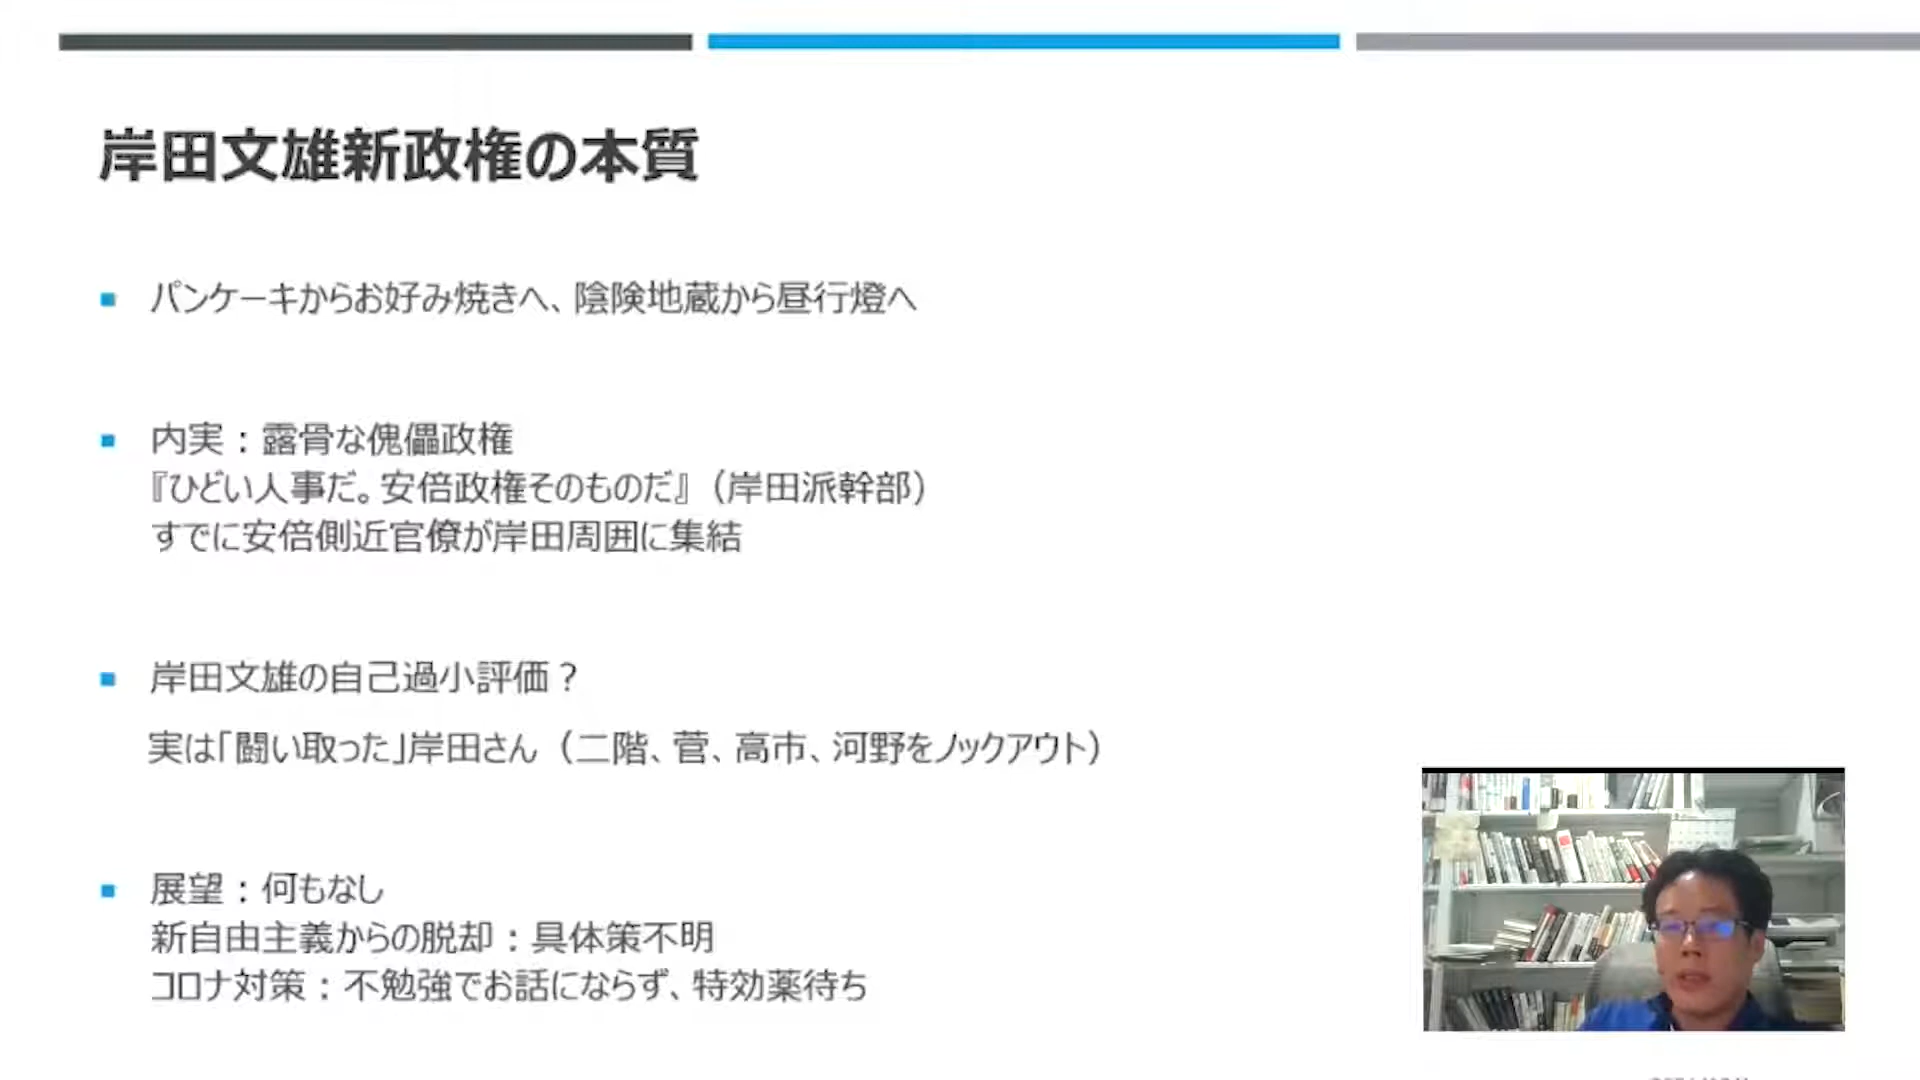 岸田文雄新政権の本質
パンケーキからお好み焼きへ、陰険地蔵から昼行燈へ
内実：露骨な傀儡政権
『ひどい人事だ。安倍政権そのものだ』（岸田派幹部）
すでに安倍側近官僚が岸田周囲に集結
岸田文雄の自己過小評価？
実は「闘い取った」岸田さん（二階、菅、高市、河野をノックアウト）
展望：何もなし
新自由主義からの脱却：具体策不明
コロナ対策：不勉強でお話にならず、特効薬待ち